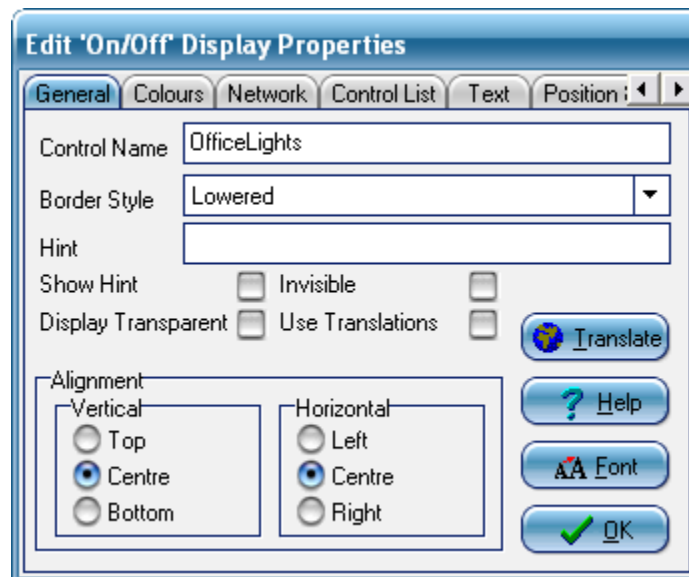 Edit 'On/Off' Display Properties
General Colours Network Control List Text Position
Control Name OfficeLights
Border Style Lowered
Hint
Show Hint Invisible
Display Transparent Use Translations
Translate
Alignment
Vertical Horizontal
Top Left
Centre Centre
Bottom Right
Help
Font
OK